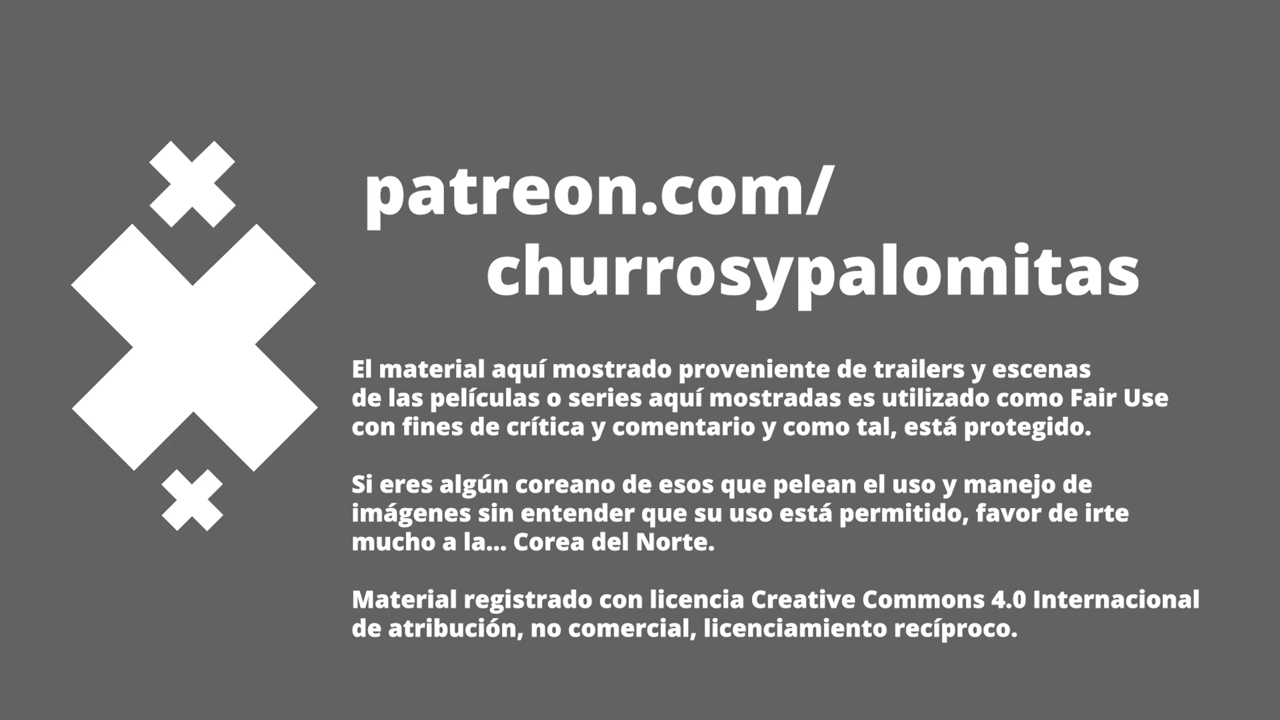 patreon.com/
churrosypalomitas
El material aquí mostrado proveniente de trailers y escenas
de las películas o series aquí mostradas es utilizado como Fair Use
con fines de crítica y comentario y como tal, está protegido.
Si eres algún coreano de esos que pelean el uso y manejo de
imágenes sin entender que su uso está permitido, favor de irte
mucho a la... Corea del Norte.
Material registrado con licencia Creative Commons 4.0 Internacional
de atribución, no comercial, licenciamiento recíproco.